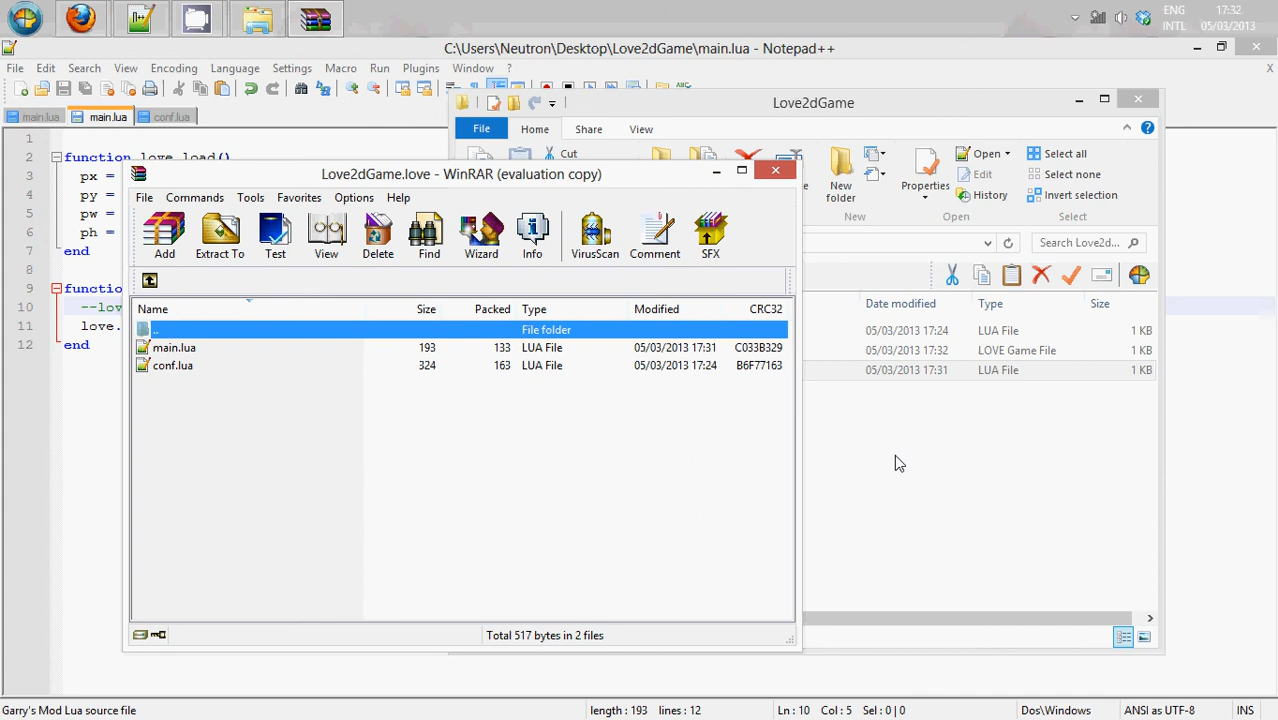 ENG
INTL
17:32
05/03/2013
C:\Users\Neutron\Desktop\Love2dGame\main.lua - Notepad++
File Edit Search View Encoding Language Settings Macro Run Plugins Window ?
main.lua main.lua conf.lua
1
2 function love.load()
3 px =
4 py =
5 pw =
6 ph =
7 end
8
9 function
10 --lov
11 love.
12 end
Love2dGame
File Home Share View
Cut
New folder
Properties
Open
Edit
History
Select all
Select none
Invert selection
New Open Select
Search Love2d...
Date modified Type Size
05/03/2013 17:24 LUA File 1 KB
05/03/2013 17:32 LOVE Game File 1 KB
05/03/2013 17:31 LUA File 1 KB
Love2dGame.love - WinRAR (evaluation copy)
File Commands Tools Favorites Options Help
Add Extract To Test View Delete Find Wizard Info VirusScan Comment SFX
Name Size Packed Type Modified CRC32
.. File folder
main.lua 193 133 LUA File 05/03/2013 17:31 C033B329
conf.lua 324 163 LUA File 05/03/2013 17:24 B6F77163
Total 517 bytes in 2 files
Garry's Mod Lua source file length : 193 lines : 12 Ln : 10 Col : 5 Sel : 0 | 0 Dos\Windows ANSI as UTF-8 INS